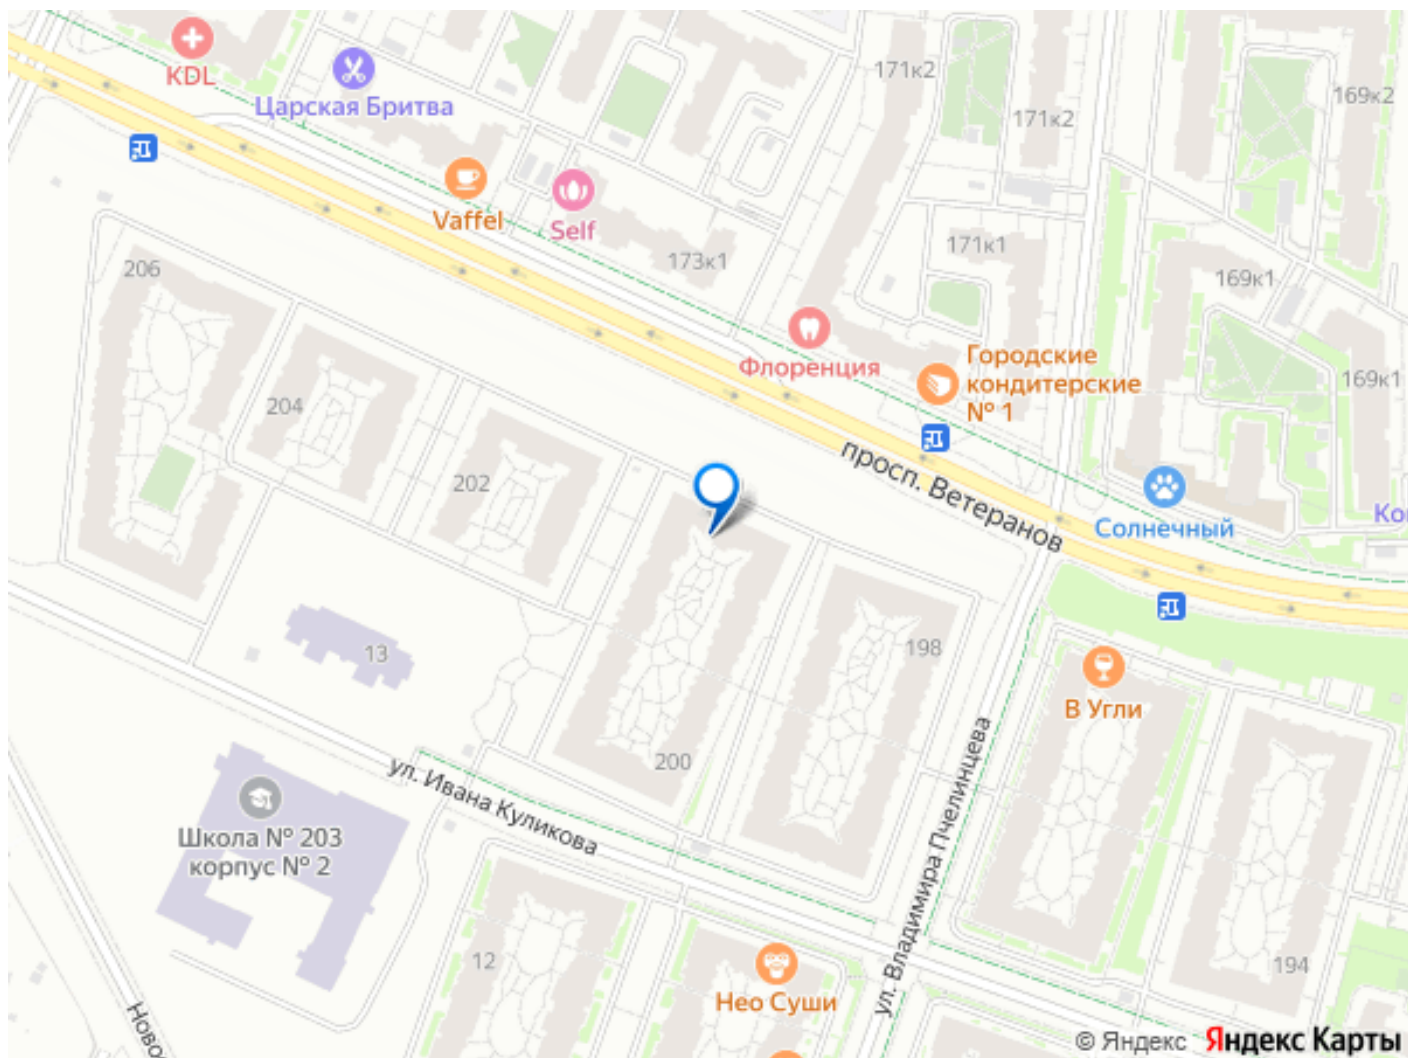 KDL
Царская Бритва
171к2
169к2
171к2
Vaffel
Self
173к1
171к1
206
169к1
Флоренция
Городские
кондитерские
№ 1
169к1
204
просп. Ветеранов
202
Солнечный
198
13
В Угли
200
ул. Ивана Куликова
ул. Владимира Пчелинцева
Школа № 203
корпус № 2
12
194
Нео Суши
© Яндекс Яндекс Карты